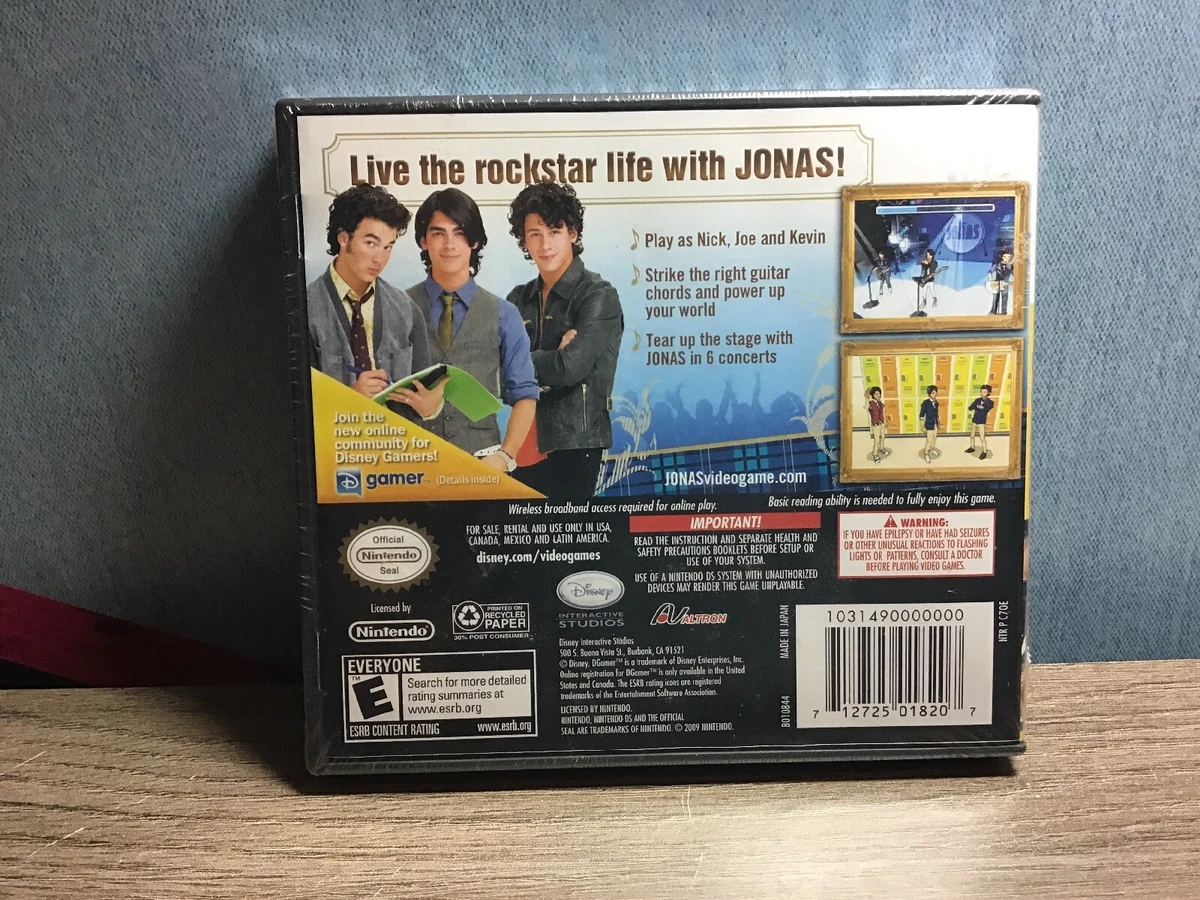 Live the rockstar life with JONAS!
Play as Nick, Joe and Kevin
Strike the right guitar
chords and power up
your world
Tear up the stage with
JONAS in 6 concerts
Join the
new online
community for
Disney Gamers!
D gamer™ (Details inside)
JONASvideogame.com
Wireless broadband access required for online play.
Basic reading ability is needed to fully enjoy this game.
Official
Nintendo
Seal
FOR SALE, RENTAL AND USE ONLY IN USA,
CANADA, MEXICO AND LATIN AMERICA.
disney.com/videogames
IMPORTANT!
READ THE INSTRUCTION AND SEPARATE HEALTH AND
SAFETY PRECAUTIONS BOOKLETS BEFORE SETUP OR
USE OF YOUR SYSTEM.
USE OF A NINTENDO DS SYSTEM WITH UNAUTHORIZED
DEVICES MAY RENDER THIS GAME UNPLAYABLE.
WARNING:
IF YOU HAVE EPILEPSY OR HAVE HAD SEIZURES
OR OTHER UNUSUAL REACTIONS TO FLASHING
LIGHTS OR PATTERNS, CONSULT A DOCTOR
BEFORE PLAYING VIDEO GAMES.
Licensed by
Nintendo
PRINTED ON
RECYCLED
PAPER
30% POST CONSUMER
Disney
INTERACTIVE
STUDIOS
ALTRON
EVERYONE
E™
Search for more detailed
rating summaries at
www.esrb.org
ESRB CONTENT RATING www.esrb.org
Disney Interactive Studios
500 S. Buena Vista St., Burbank, CA 91521
© Disney. DGamer™ is a trademark of Disney Enterprises, Inc.
Online registration for DGamer™ is only available in the United
States and Canada. The ESRB rating icons are registered
trademarks of the Entertainment Software Association.
LICENSED BY NINTENDO.
NINTENDO, NINTENDO DS AND THE OFFICIAL
SEAL ARE TRADEMARKS OF NINTENDO. © 2009 NINTENDO.
MADE IN JAPAN
8010844
1031490000000
7 12725 01820 7
NTR P C7OE